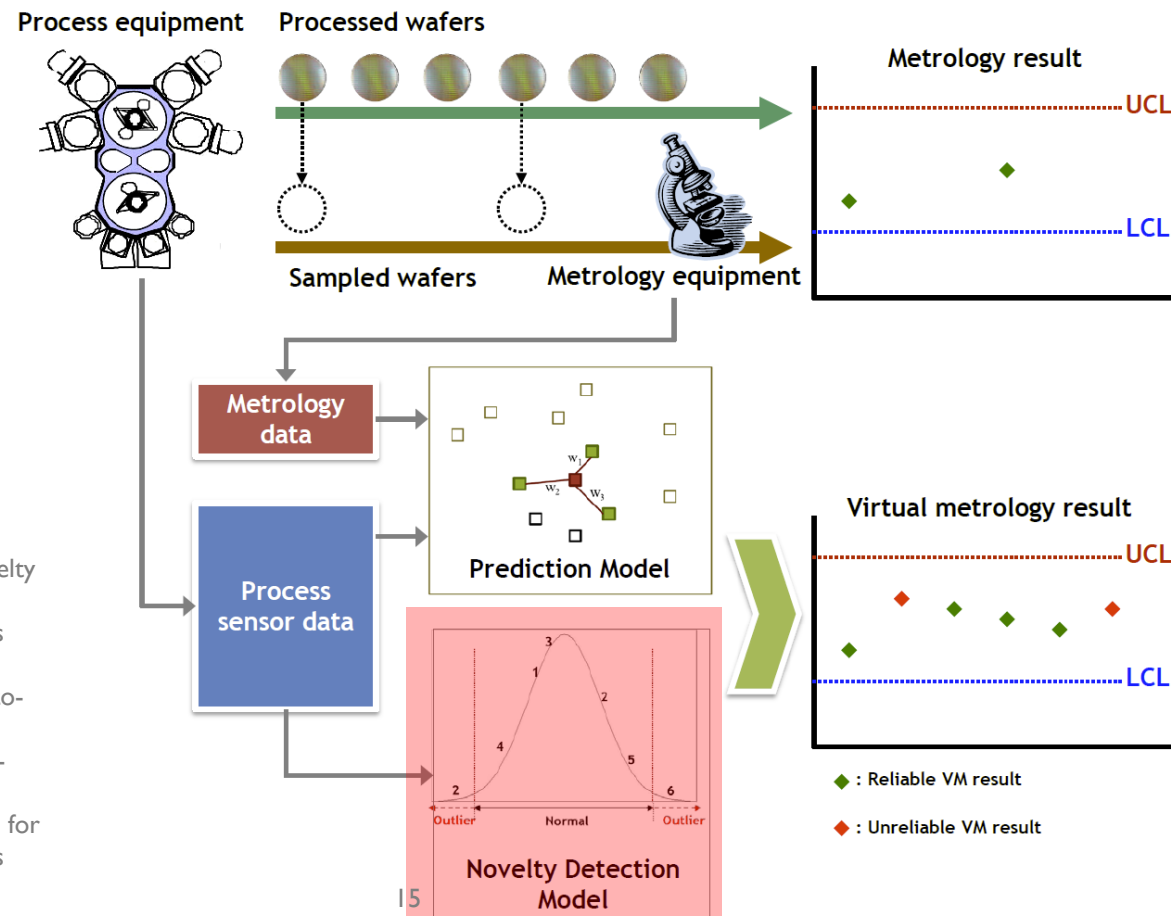 Process equipment
Processed wafers
Metrology result
UCL
LCL
Sampled wafers
Metrology equipment
Metrology
data
w1
w2
w3
Prediction Model
Process
sensor data
Virtual metrology result
UCL
LCL
3
1
2
4
5
2
6
Outlier
Normal
Outlier
Novelty Detection
Model
: Reliable VM result
: Unreliable VM result
for
15